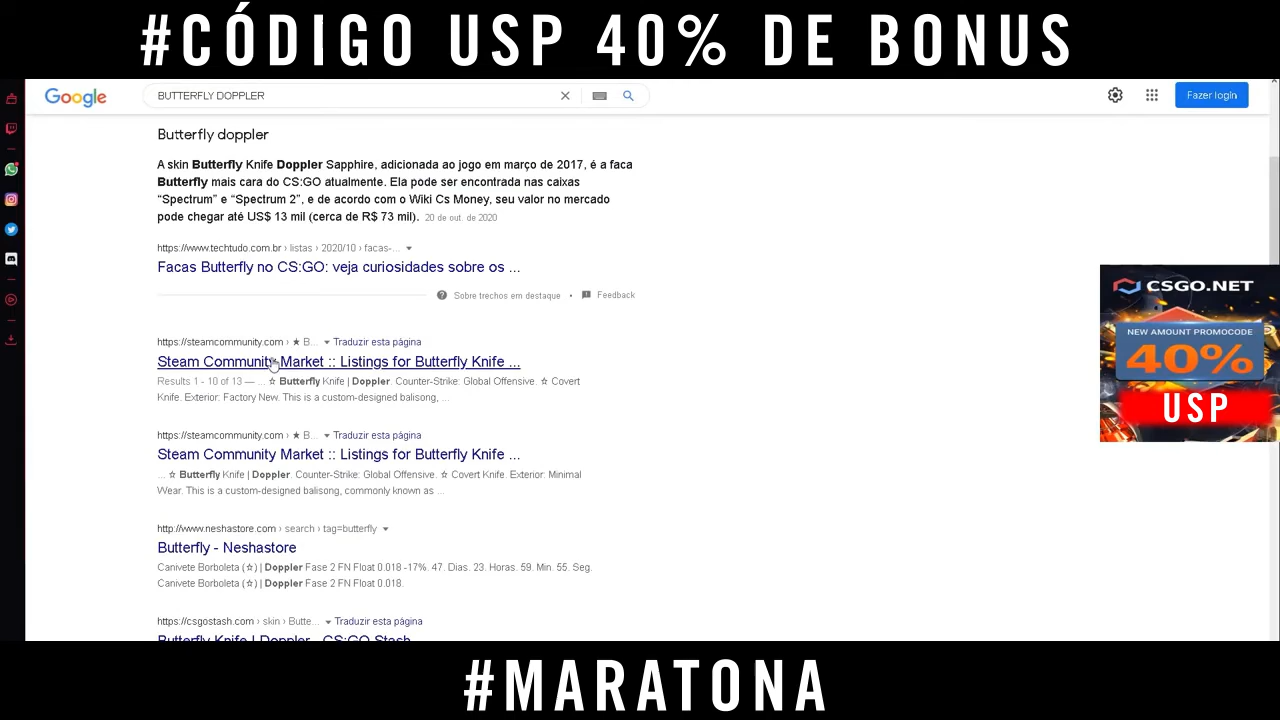 #CÓDIGO USP 40% DE BONUS
Google
BUTTERFLY DOPPLER
Fazer login
Butterfly doppler
A skin Butterfly Knife Doppler Sapphire, adicionada ao jogo em março de 2017, é a faca
Butterfly mais cara do CS:GO atualmente. Ela pode ser encontrada nas caixas
“Spectrum” e “Spectrum 2”, e de acordo com o Wiki Cs Money, seu valor no mercado
pode chegar até US$ 13 mil (cerca de R$ 73 mil). 20 de out. de 2020
https://www.techtudo.com.br › listas › 2020/10 › facas-...
Facas Butterfly no CS:GO: veja curiosidades sobre os ...
Sobre trechos em destaque • Feedback
https://steamcommunity.com › ★ B... Traduzir esta página
Steam Community Market :: Listings for Butterfly Knife ...
Results 1 - 10 of 13 — ... ☆ Butterfly Knife | Doppler. Counter-Strike: Global Offensive. ☆ Covert
Knife. Exterior: Factory New. This is a custom-designed balisong, ...
https://steamcommunity.com › ★ B... Traduzir esta página
Steam Community Market :: Listings for Butterfly Knife ...
... ☆ Butterfly Knife | Doppler. Counter-Strike: Global Offensive. ☆ Covert Knife. Exterior: Minimal
Wear. This is a custom-designed balisong, commonly known as ...
http://www.neshastore.com › search › tag=butterfly
Butterfly - Neshastore
Canivete Borboleta (☆) | Doppler Fase 2 FN Float 0.018 -17%. 47. Dias. 23. Horas. 59. Min. 55. Seg.
Canivete Borboleta (☆) | Doppler Fase 2 FN Float 0.018.
https://csgostash.com › skin › Butte... Traduzir esta página
Butterfly Knife | Doppler - CS:GO Stash
CSGO.NET
NEW AMOUNT PROMOCODE
40%
USP
#MARATONA